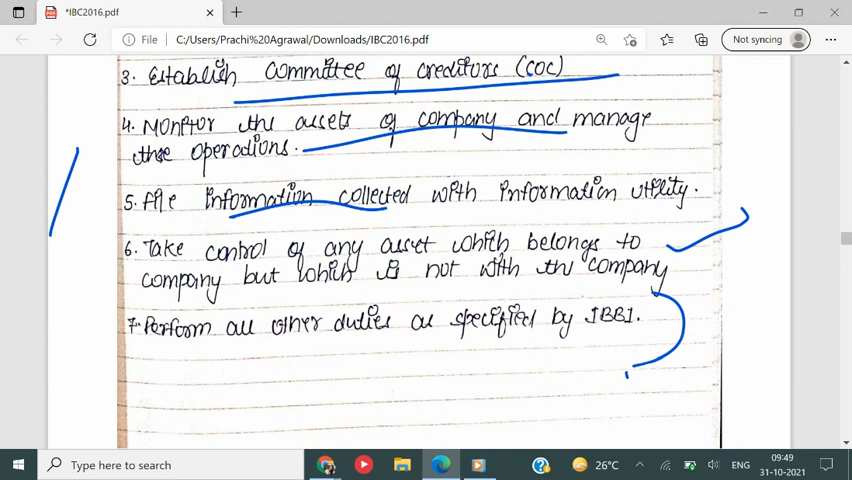 *IBC2016.pdf
File
C:/Users/Prachi%20Agrawal/Downloads/IBC2016.pdf
Not syncing
3. Establish committee of creditors (COC)
4. Monitor the assets of company and manage
the operations.
5. File information collected with information utility.
6. Take control of any asset which belongs to
company but which is not with the company
7. Perform all other duties as specified by IBBI.
Type here to search
26°C
ENG
09:49
31-10-2021